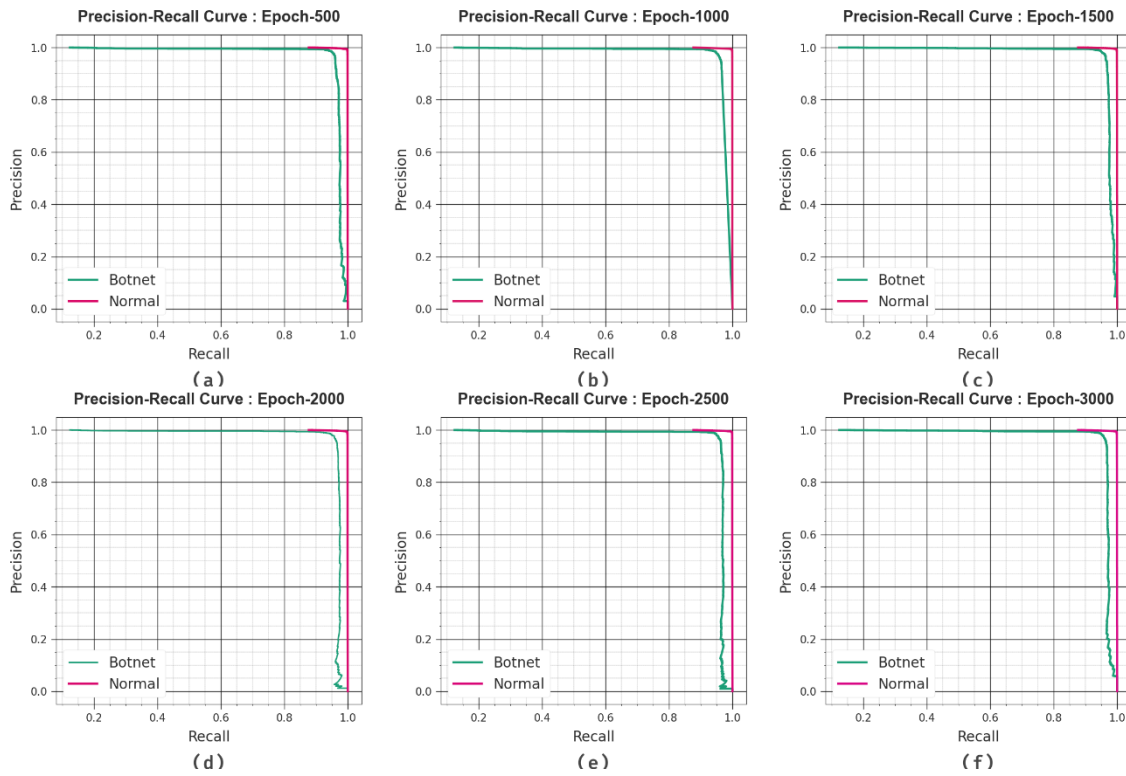 Precision-Recall Curve : Epoch-500
1.0
0.8
0.6
0.4
0.2
0.0
Precision
Botnet
Normal
0.2 0.4 0.6 0.8 1.0
Recall
(a)
Precision-Recall Curve : Epoch-1000
1.0
0.8
0.6
0.4
0.2
0.0
Precision
Botnet
Normal
0.2 0.4 0.6 0.8 1.0
Recall
(b)
Precision-Recall Curve : Epoch-1500
1.0
0.8
0.6
0.4
0.2
0.0
Precision
Botnet
Normal
0.2 0.4 0.6 0.8 1.0
Recall
(c)
Precision-Recall Curve : Epoch-2000
1.0
0.8
0.6
0.4
0.2
0.0
Precision
Botnet
Normal
0.2 0.4 0.6 0.8 1.0
Recall
(d)
Precision-Recall Curve : Epoch-2500
1.0
0.8
0.6
0.4
0.2
0.0
Precision
Botnet
Normal
0.2 0.4 0.6 0.8 1.0
Recall
(e)
Precision-Recall Curve : Epoch-3000
1.0
0.8
0.6
0.4
0.2
0.0
Precision
Botnet
Normal
0.2 0.4 0.6 0.8 1.0
Recall
(f)